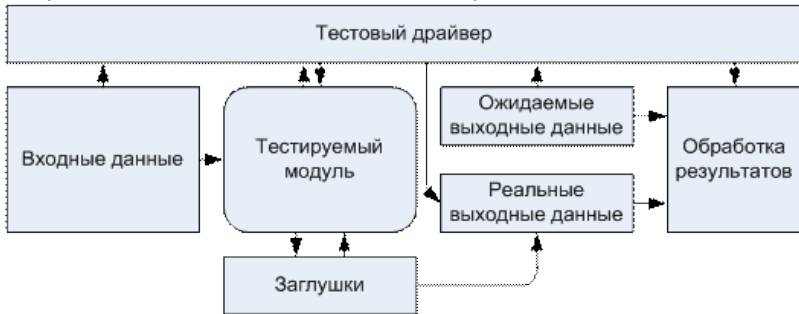 Тестовый драйвер
Входные данные
Тестируемый
модуль
Ожидаемые
выходные данные
Реальные
выходные данные
Обработка
результатов
Заглушки